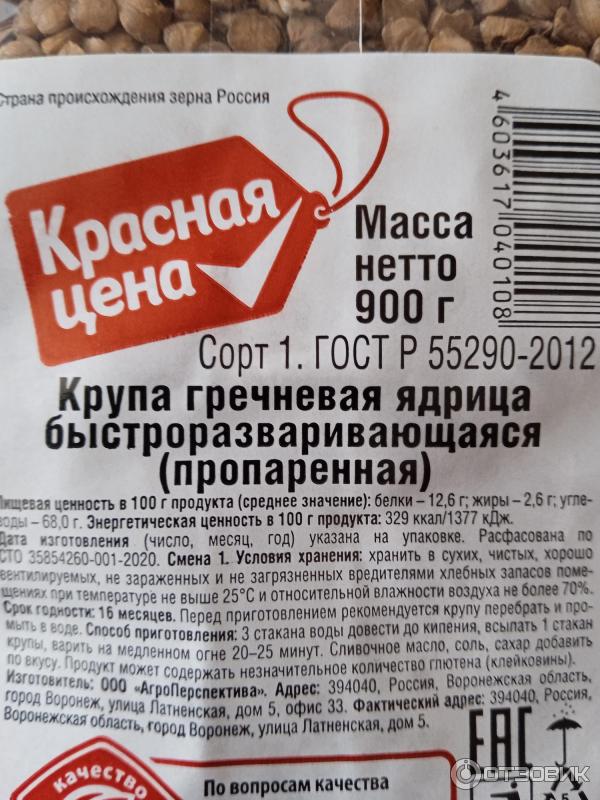 Страна происхождения зерна Россия
Красная
цена
Масса
нетто
900 г
4 603617 040108
Сорт 1. ГОСТ Р 55290-2012
Крупа гречневая ядрица
быстроразваривающаяся
(пропаренная)
Пищевая ценность в 100 г продукта (среднее значение): белки – 12,6 г; жиры – 2,6 г; угле-
воды – 68,0 г. Энергетическая ценность в 100 г продукта: 329 ккал/1377 кДж.
Дата изготовления (число, месяц, год) указана на упаковке. Расфасована по
СТО 35854260-001-2020. Смена 1. Условия хранения: хранить в сухих, чистых, хорошо
вентилируемых, не зараженных и не загрязненных вредителями хлебных запасов поме-
щениях при температуре не выше 25°С и относительной влажности воздуха не более 70%.
Срок годности: 16 месяцев. Перед приготовлением рекомендуется крупу перебрать и про-
мыть в воде. Способ приготовления: 3 стакана воды довести до кипения, всыпать 1 стакан
крупы, варить на медленном огне 20–25 минут. Сливочное масло, соль, сахар добавить
по вкусу. Продукт может содержать незначительное количество глютена (клейковины).
Изготовитель: ООО «АгроПерспектива». Адрес: 394040, Россия, Воронежская область,
город Воронеж, улица Латненская, дом 5, офис 33. Фактический адрес: 394040, Россия,
Воронежская область, город Воронеж, улица Латненская, дом 5.
ЕАС
качество
По вопросам качества
ОТЗОВИК